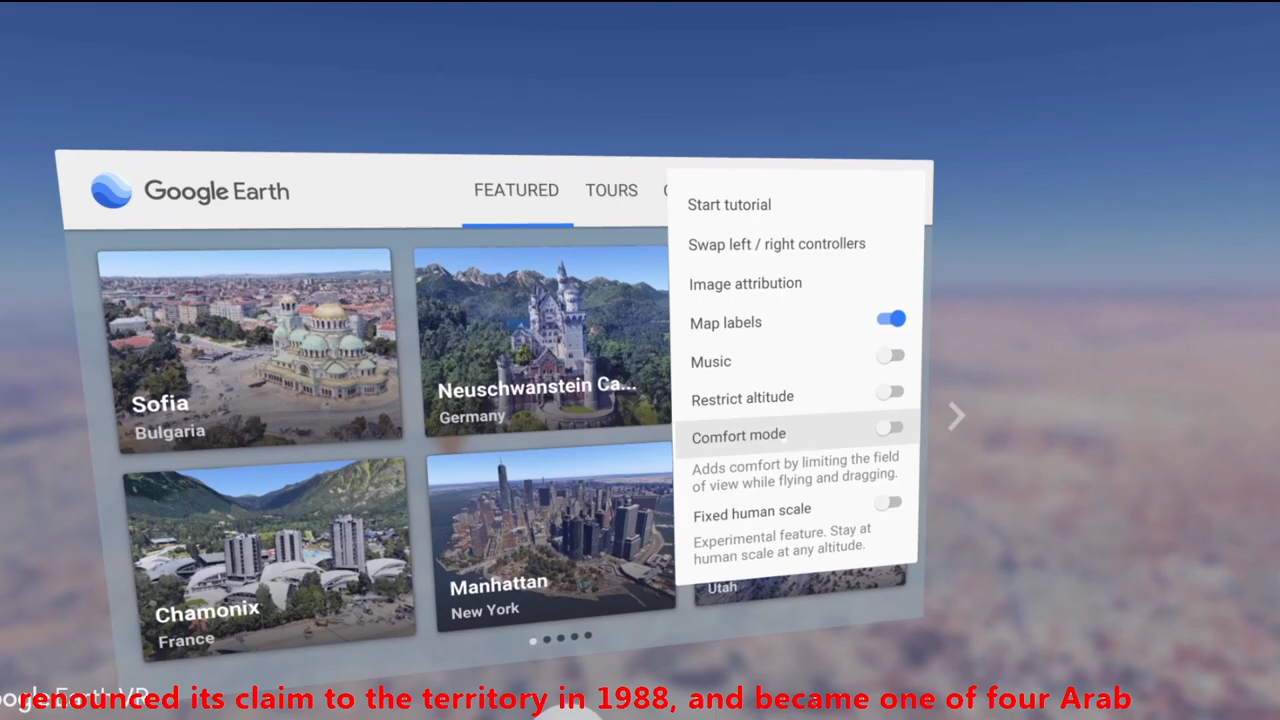 Google Earth
FEATURED
TOURS
Start tutorial
Swap left / right controllers
Image attribution
Map labels
Music
Restrict altitude
Comfort mode
Adds comfort by limiting the field
of view while flying and dragging.
Fixed human scale
Experimental feature. Stay at
human scale at any altitude.
Sofia
Bulgaria
Neuschwanstein Ca...
Germany
Chamonix
France
Manhattan
New York
Utah
renounced its claim to the territory in 1988, and became one of four Arab